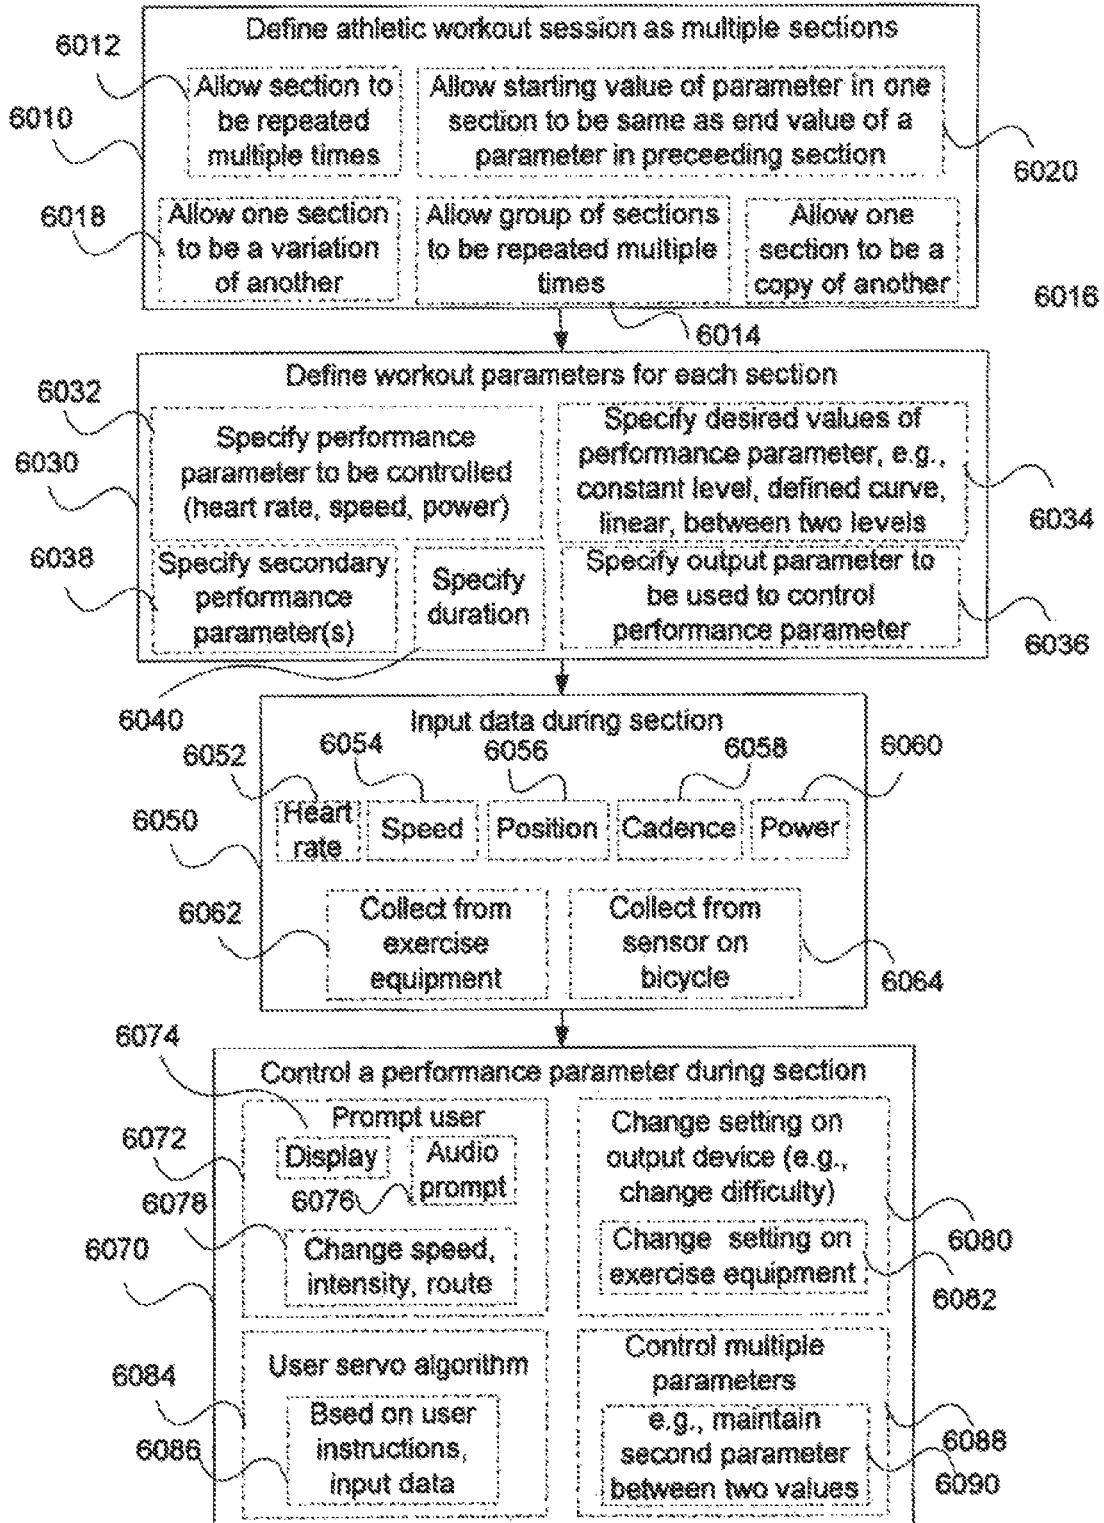 Define athletic workout session as multiple sections
6012
Allow section to
be repeated
multiple times
Allow starting value of parameter in one
section to be same as end value of a
parameter in preceeding section
6010
6020
6018
Allow one section
to be a variation
of another
Allow group of sections
to be repeated multiple
times
Allow one
section to be a
copy of another
6016
6014
Define workout parameters for each section
6032
Specify performance
parameter to be controlled
(heart rate, speed, power)
Specify desired values of
performance parameter, e.g.,
constant level, defined curve,
linear, between two levels
6030
6034
6038
Specify secondary
performance
parameter(s)
Specify
duration
Specify output parameter to
be used to control
performance parameter
6036
6040
Input data during section
6052
6054
6056
6058
6060
Heart
rate
Speed
Position
Cadence
Power
6050
6062
Collect from
exercise
equipment
Collect from
sensor on
bicycle
6064
6074
Control a performance parameter during section
6072
Prompt user
Display
Audio
prompt
6076
6078
Change speed,
intensity, route
6070
Change setting on
output device (e.g.,
change difficulty)
6080
Change setting on
exercise equipment
6082
User servo algorithm
6084
Bsed on user
instructions,
input data
6086
Control multiple
parameters
6088
e.g., maintain
second parameter
between two values
6090